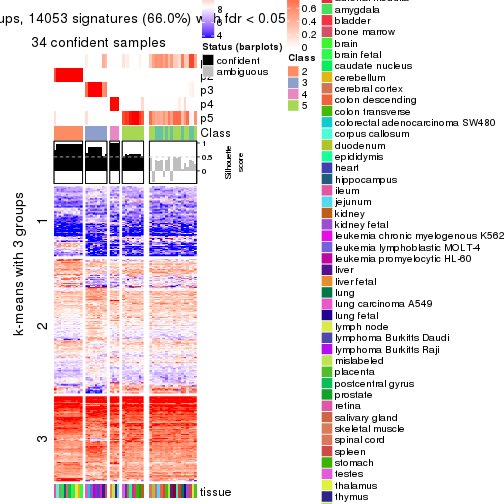 ups, 14053 signatures (66.0%) with fdr < 0.05
34 confident samples
p3
p4
p5
Class
1
0.5
0
Silhouette
score
k-means with 3 groups
1
2
3
tissue
8
6
4
Status (barplots)
confident
ambiguous
0.6
0.4
0.2
0
Class
2
3
4
5
amygdala
bladder
bone marrow
brain
brain fetal
caudate nucleus
cerebellum
cerebral cortex
colon descending
colon transverse
colorectal adenocarcinoma SW480
corpus callosum
duodenum
epididymis
heart
hippocampus
ileum
jejunum
kidney
kidney fetal
leukemia chronic myelogenous K562
leukemia lymphoblastic MOLT-4
leukemia promyelocytic HL-60
liver
liver fetal
lung
lung carcinoma A549
lung fetal
lymph node
lymphoma Burkitts Daudi
lymphoma Burkitts Raji
mislabeled
placenta
postcentral gyrus
prostate
retina
salivary gland
skeletal muscle
spinal cord
spleen
stomach
testes
thalamus
thymus